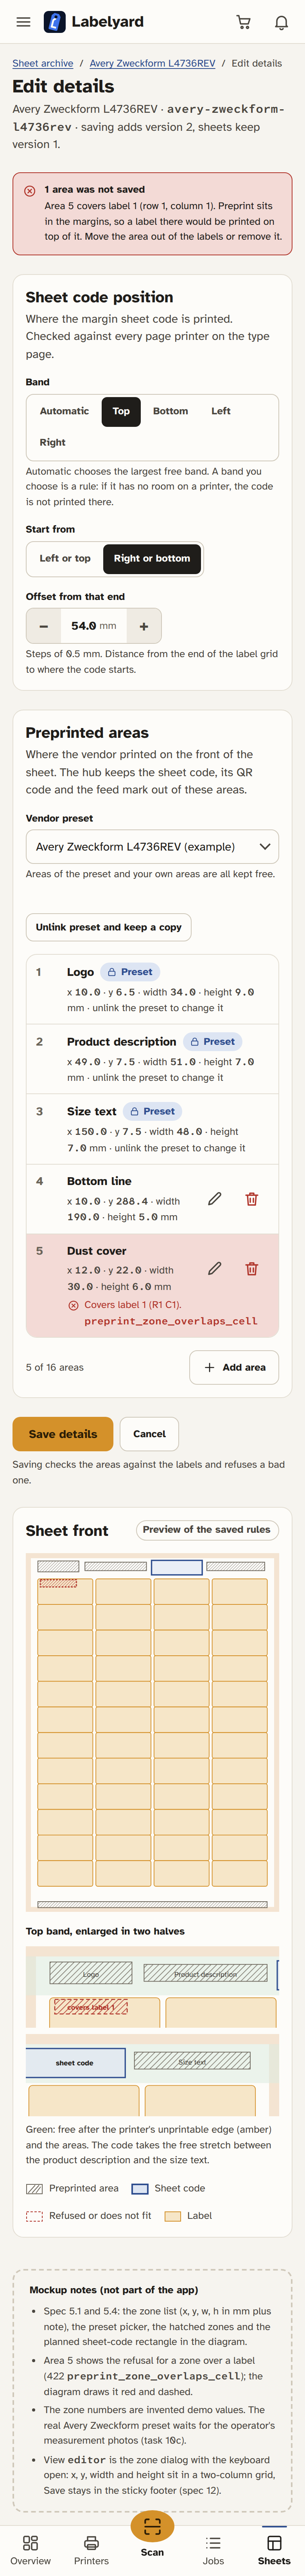 Labelyard
Sheet archive / Avery Zweckform L4736REV / Edit details
Edit details
Avery Zweckform L4736REV · avery-zweckform-
l4736rev · saving adds version 2, sheets keep
version 1.
1 area was not saved
Area 5 covers label 1 (row 1, column 1). Preprint sits
in the margins, so a label there would be printed on
top of it. Move the area out of the labels or remove it.
Sheet code position
Where the margin sheet code is printed.
Checked against every page printer on the type
page.
Band
Automatic Top Bottom Left
Right
Automatic chooses the largest free band. A band you
choose is a rule: if it has no room on a printer, the code
is not printed there.
Start from
Left or top Right or bottom
Offset from that end
− 54.0 mm +
Steps of 0.5 mm. Distance from the end of the label grid
to where the code starts.
Preprinted areas
Where the vendor printed on the front of the
sheet. The hub keeps the sheet code, its QR
code and the feed mark out of these areas.
Vendor preset
Avery Zweckform L4736REV (example)
Areas of the preset and your own areas are all kept free.
Unlink preset and keep a copy
1 Logo Preset
x 10.0 · y 6.5 · width 34.0 · height 9.0
mm · unlink the preset to change it
2 Product description Preset
x 49.0 · y 7.5 · width 51.0 · height 7.0
mm · unlink the preset to change it
3 Size text Preset
x 150.0 · y 7.5 · width 48.0 · height
7.0 mm · unlink the preset to change it
4 Bottom line
x 10.0 · y 288.4 · width
190.0 · height 5.0 mm
5 Dust cover
x 12.0 · y 22.0 · width
30.0 · height 6.0 mm
Covers label 1 (R1 C1).
preprint_zone_overlaps_cell
5 of 16 areas + Add area
Save details Cancel
Saving checks the areas against the labels and refuses a bad
one.
Sheet front Preview of the saved rules
Top band, enlarged in two halves
Logo Product description
covers label 1
sheet code Size text
Green: free after the printer's unprintable edge (amber)
and the areas. The code takes the free stretch between
the product description and the size text.
Preprinted area Sheet code
Refused or does not fit Label
Mockup notes (not part of the app)
• Spec 5.1 and 5.4: the zone list (x, y, w, h in mm plus
note), the preset picker, the hatched zones and the
planned sheet-code rectangle in the diagram.
• Area 5 shows the refusal for a zone over a label
(422 preprint_zone_overlaps_cell); the
diagram draws it red and dashed.
• The zone numbers are invented demo values. The
real Avery Zweckform preset waits for the operator's
measurement photos (task 10c).
• View editor is the zone dialog with the keyboard
open: x, y, width and height sit in a two-column grid,
Save stays in the sticky footer (spec 12).
Overview Printers Scan Jobs Sheets